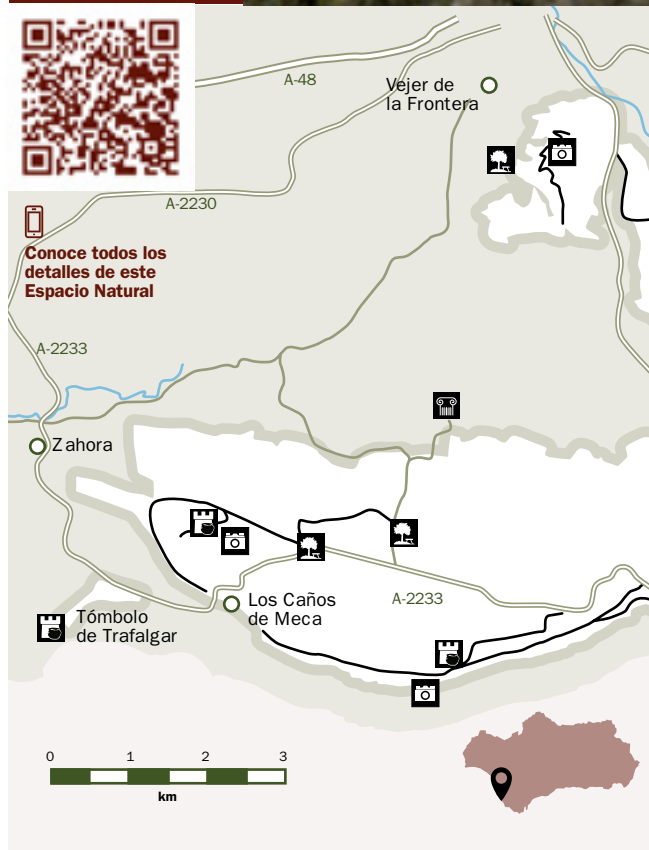 A-48
Vejer de
la Frontera
A-2230
Conoce todos los
detalles de este
Espacio Natural
A-2233
Zahora
Los Caños
de Meca
A-2233
Tómbolo
de Trafalgar
0 1 2 3
km